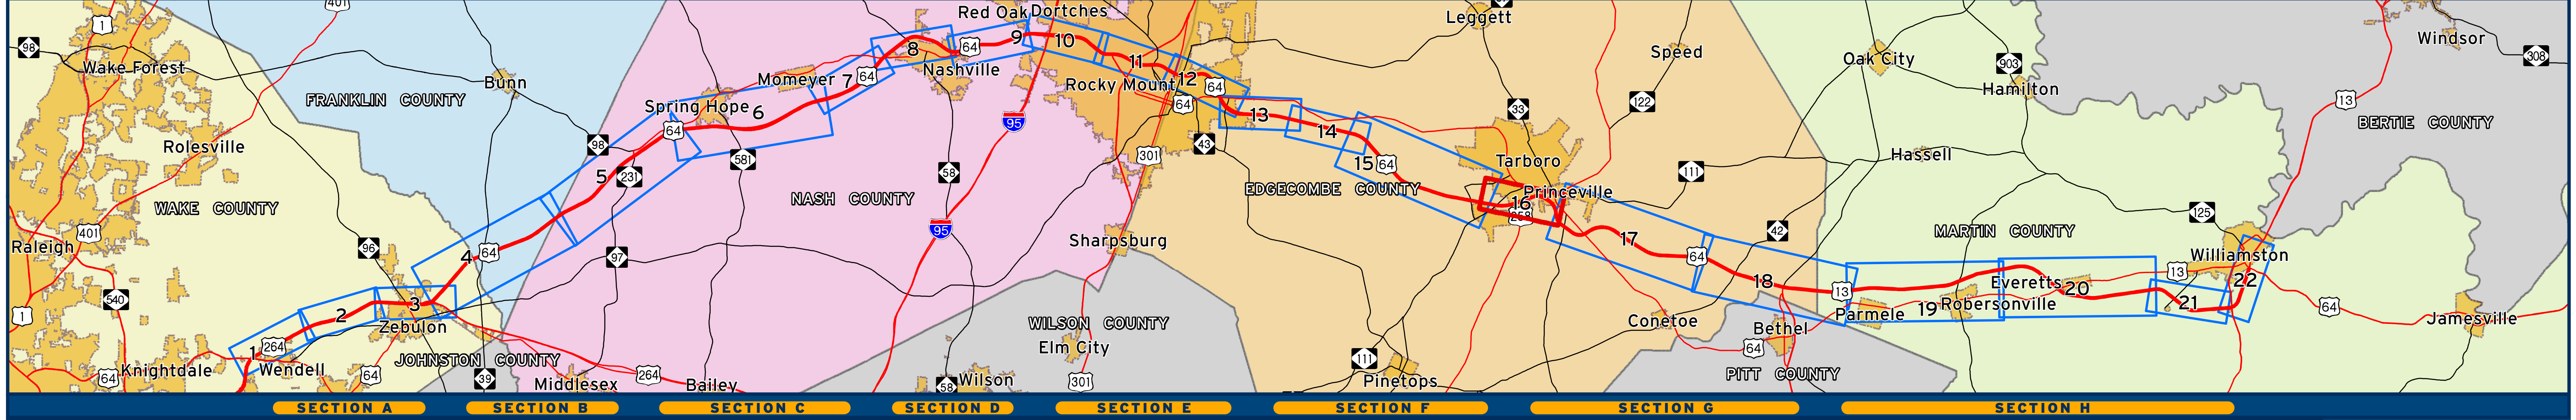 401
Red Oak
Dortches
Leggett
1
98
Wake Forest
Bunn
FRANKLIN COUNTY
Rolesville
WAKE COUNTY
Raleigh
401
96
540
1
Knightdale
64
1
264
Wendell
2
64
3
Zebulon
JOHNSTON COUNTY
39
4
64
5
98
231
97
Middlesex
264
Bailey
Spring Hope
64
6
581
Momeyer
7
64
8
Nashville
64
9
58
NASH COUNTY
95
95
10
Rocky Mount
11
12
64
64
43
301
Sharpsburg
WILSON COUNTY
Elm City
301
58
Wilson
13
14
15
64
EDGECOMBE COUNTY
33
122
Speed
Tarboro
Princeville
16
258
111
17
64
42
18
Conetoe
111
Pinetops
Bethel
64
PITT COUNTY
13
Parmele
19
Robersonville
Everetts
20
Oak City
903
Hamilton
Hassell
MARTIN COUNTY
125
13
Williamston
21
22
64
Jamesville
13
BERTIE COUNTY
Windsor
308
SECTION A
SECTION B
SECTION C
SECTION D
SECTION E
SECTION F
SECTION G
SECTION H